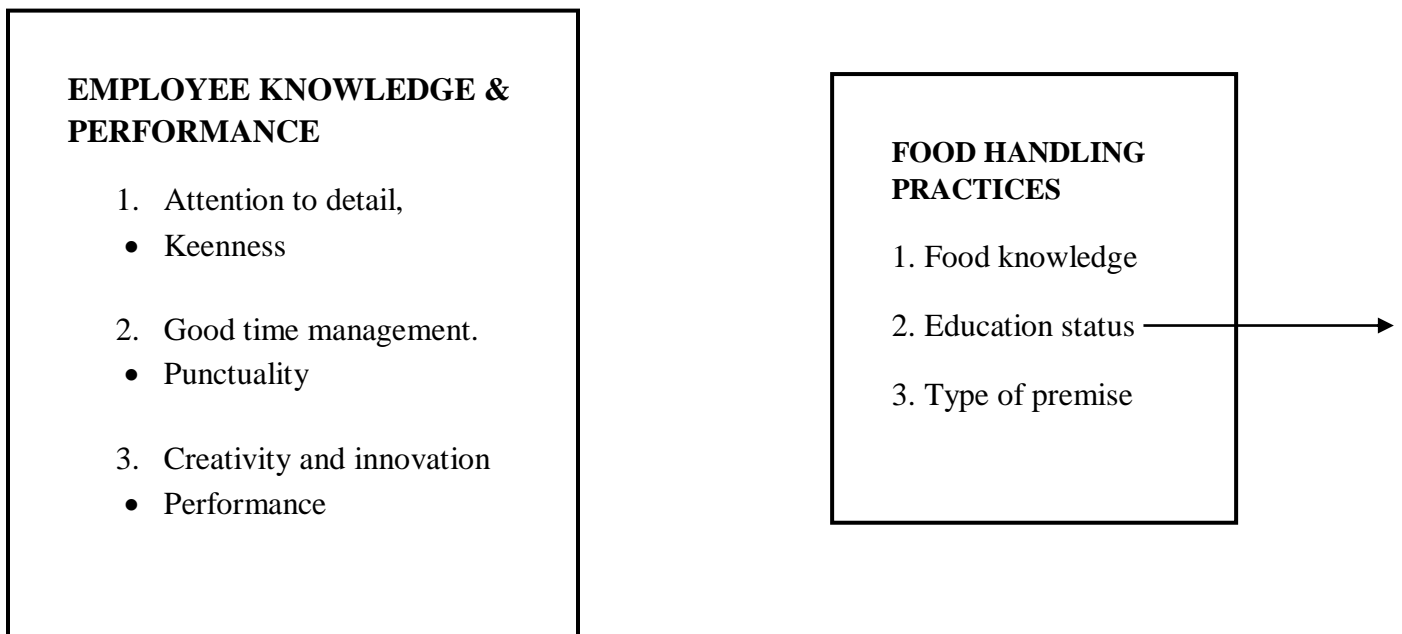 EMPLOYEE KNOWLEDGE &
PERFORMANCE
1. Attention to detail,
• Keenness
2. Good time management.
• Punctuality
3. Creativity and innovation
• Performance
FOOD HANDLING
PRACTICES
1. Food knowledge
2. Education status
3. Type of premise